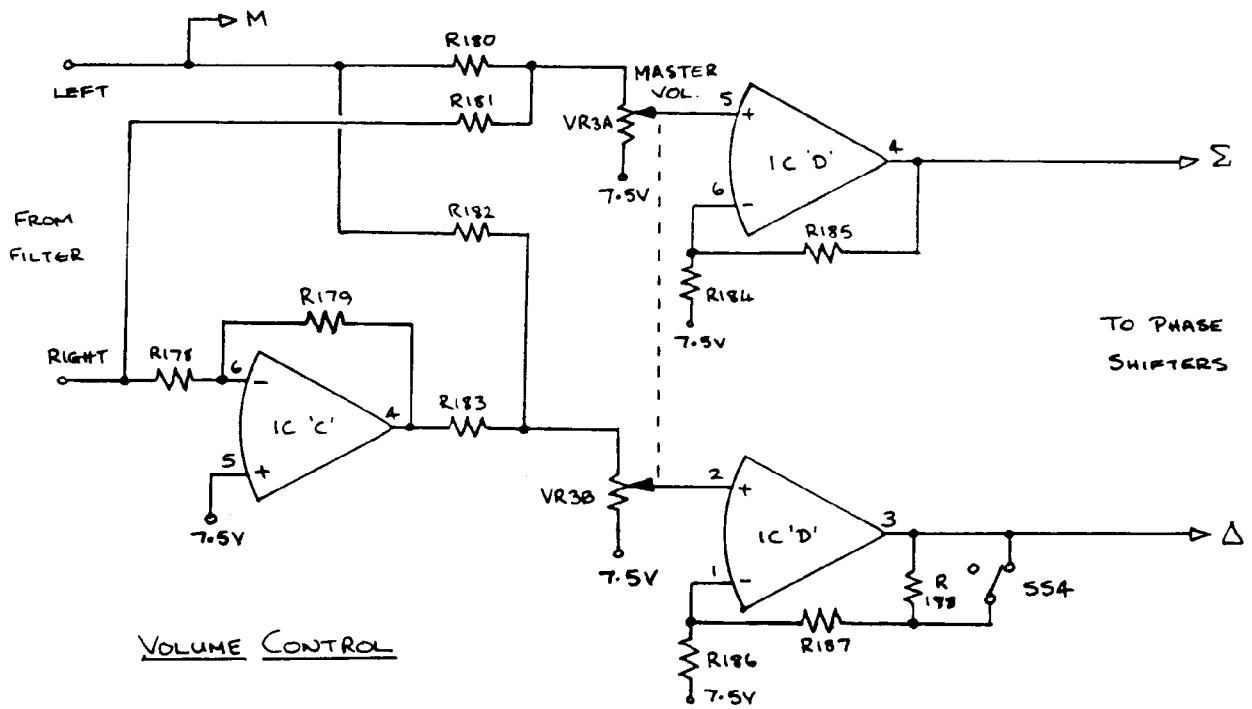 M
LEFT
R180
R181
MASTER
VOL.
VR3A
7.5V
5
+
IC 'D'
4
6
-
Σ
R185
R184
7.5V
FROM
FILTER
R182
R179
RIGHT
R178
6
-
IC 'C'
4
5
+
7.5V
R183
VR3B
7.5V
TO PHASE
SHIFTERS
2
+
IC 'D'
3
1
-
Δ
R
188
SS4
R187
R186
7.5V
VOLUME CONTROL